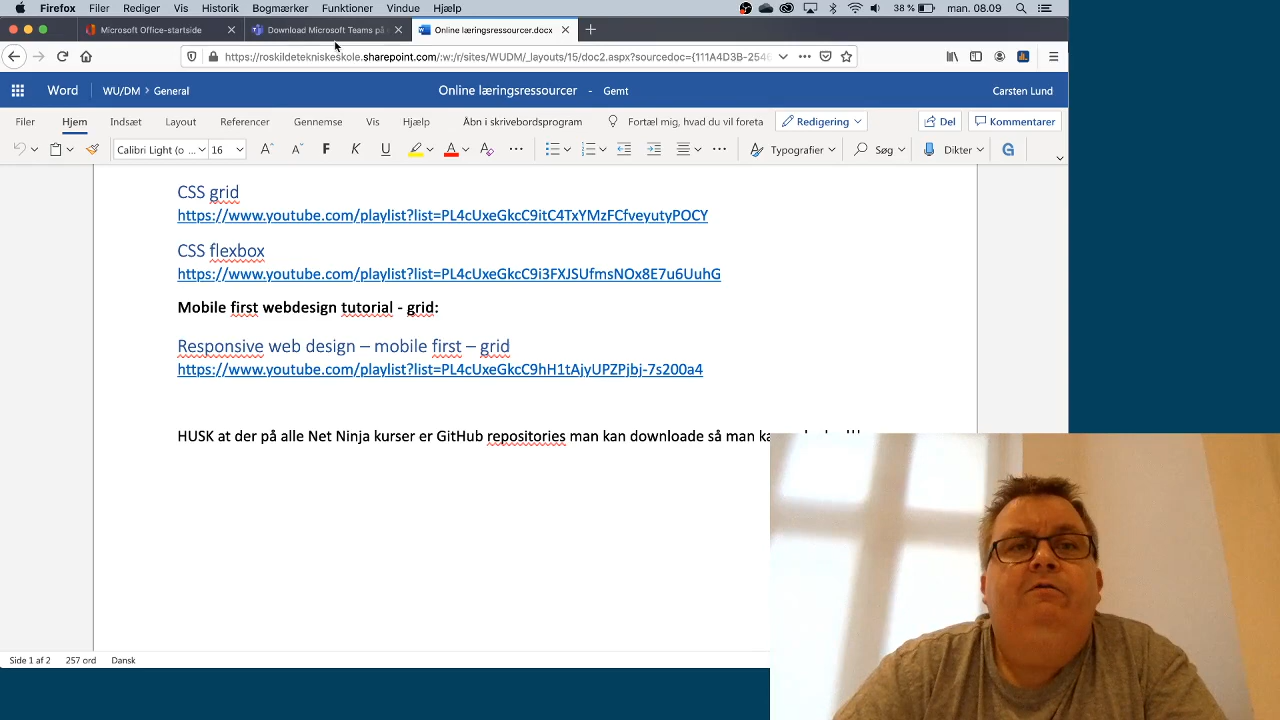 Firefox Filer Rediger Vis Historik Bogmærker Funktioner Vindue Hjælp 38 % man. 08.09
Microsoft Office-startside Download Microsoft Teams på Online læringsressourcer.docx
https://roskildetekniskeskole.sharepoint.com/:w:/r/sites/WUDM/_layouts/15/doc2.aspx?sourcedoc={111A4D3B-254
Word WU/DM > General Online læringsressourcer - Gemt Carsten Lund
Filer Hjem Indsæt Layout Referencer Gennemse Vis Hjælp Åbn i skrivebordsprogram Fortæl mig, hvad du vil foreta Redigering Del Kommentarer
Calibri Light (o ... 16 A A F K U A A Typografier Søg Dikter G
CSS grid
https://www.youtube.com/playlist?list=PL4cUxeGkcC9itC4TxYMzFCfveyutyPOCY
CSS flexbox
https://www.youtube.com/playlist?list=PL4cUxeGkcC9i3FXJSUfmsNOx8E7u6UuhG
Mobile first webdesign tutorial - grid:
Responsive web design – mobile first – grid
https://www.youtube.com/playlist?list=PL4cUxeGkcC9hH1tAjyUPZPjbj-7s200a4
HUSK at der på alle Net Ninja kurser er GitHub repositories man kan downloade så man
Side 1 af 2 257 ord Dansk